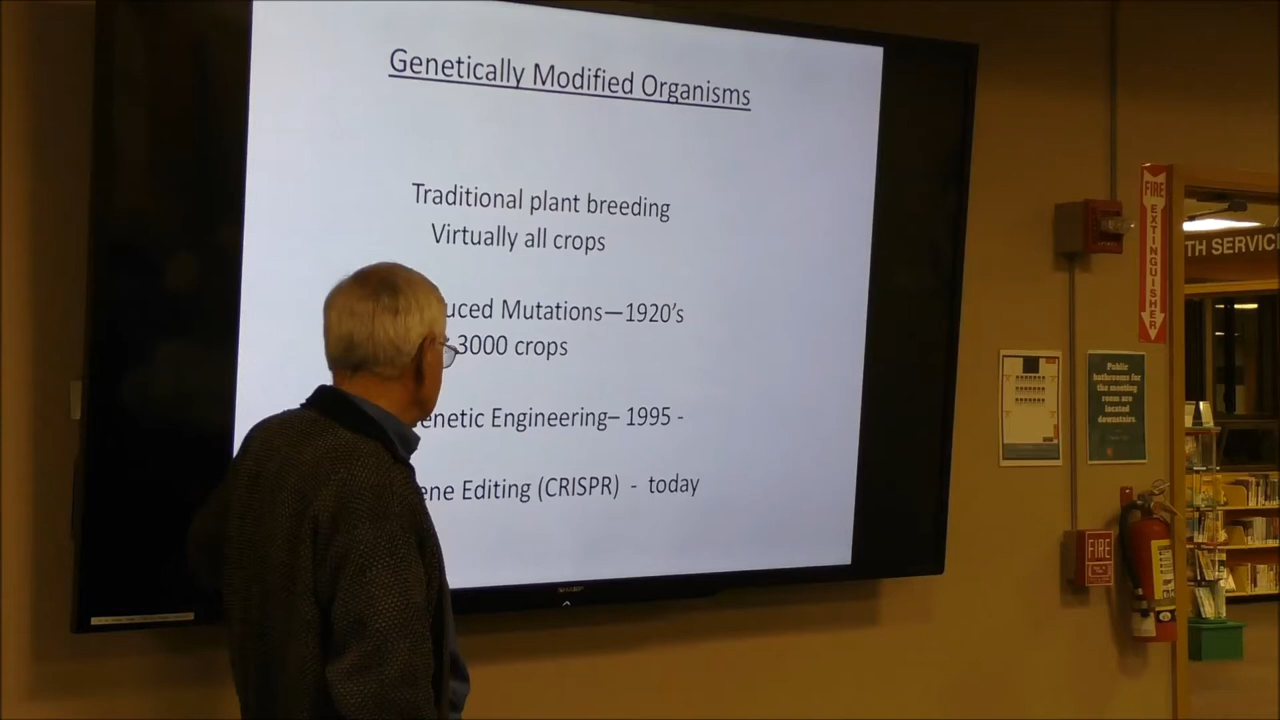 Genetically Modified Organisms
Traditional plant breeding
Virtually all crops
uced Mutations—1920's
3000 crops
enetic Engineering– 1995 -
ene Editing (CRISPR) - today
FIRE
EXTINGUISHER
TH SERVIC
Public
bathrooms for
the meeting
room are
located
downstairs.
FIRE